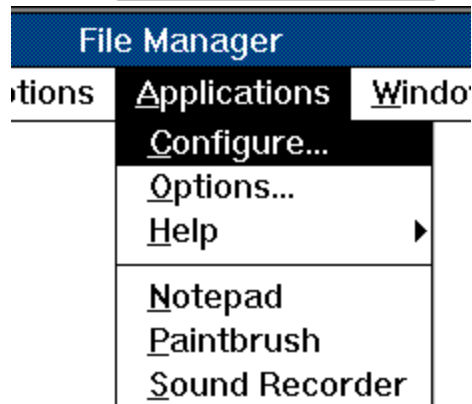 File Manager
Applications
Configure...
Options...
Help
Notepad
Paintbrush
Sound Recorder